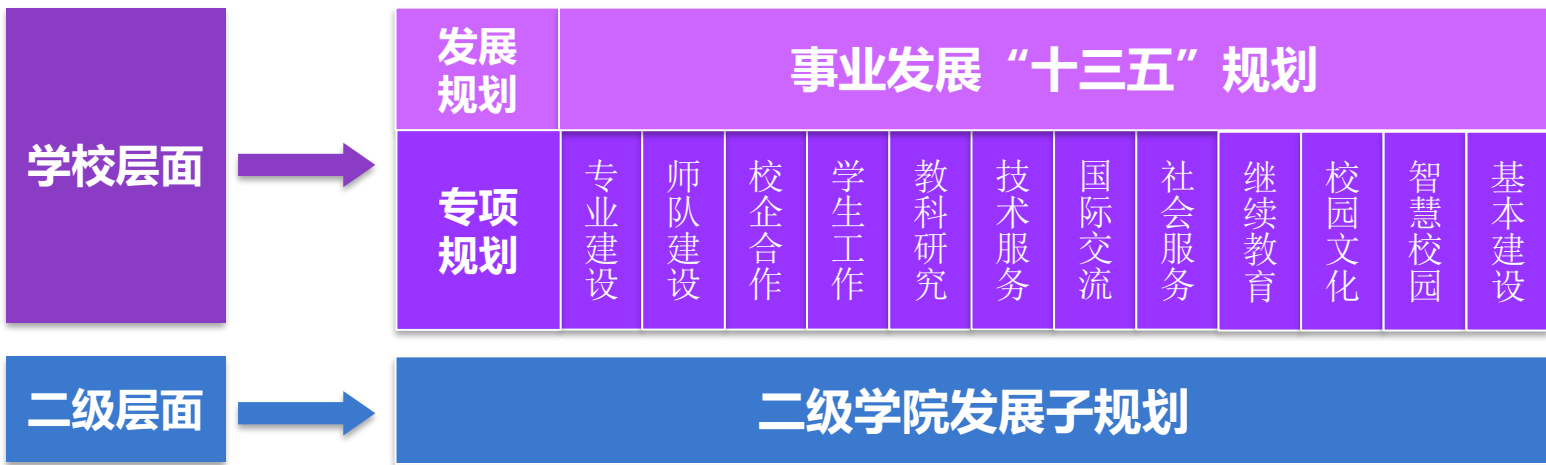 学校层面
发展
规划
事业发展“十三五”规划
专项
规划
专业建设
师队建设
校企合作
学生工作
教科研究
技术服务
国际交流
社会服务
继续教育
校园文化
智慧校园
基本建设
二级层面
二级学院发展子规划